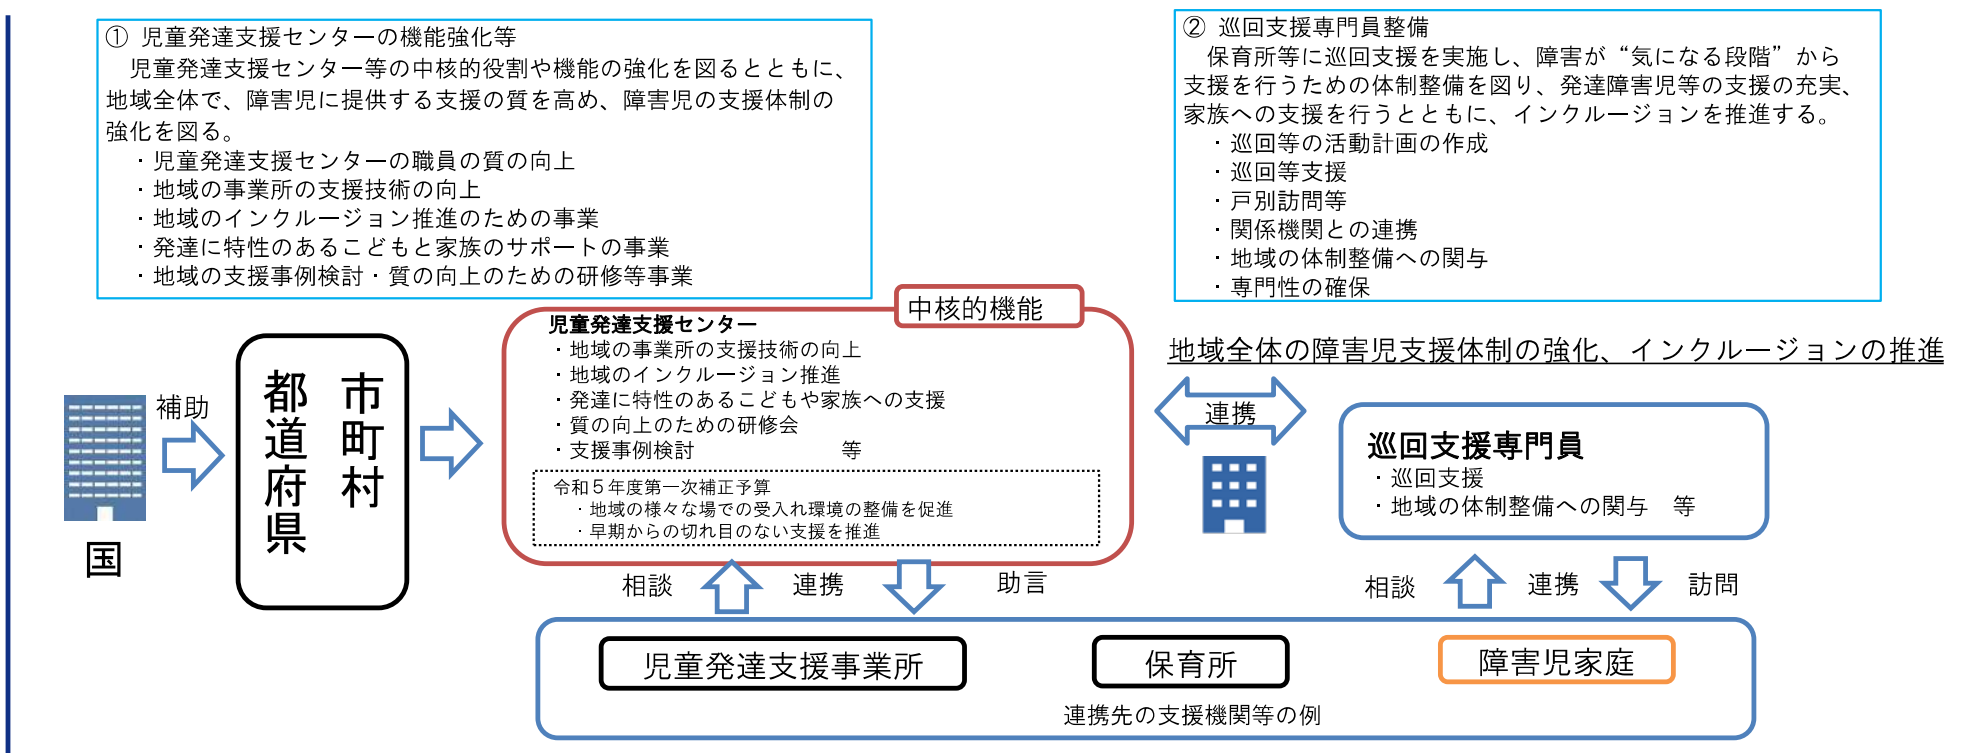 ① 児童発達支援センターの機能強化等
児童発達支援センター等の中核的役割や機能の強化を図るとともに、
地域全体で、障害児に提供する支援の質を高め、障害児の支援体制の
強化を図る。
・児童発達支援センターの職員の質の向上
・地域の事業所の支援技術の向上
・地域のインクルージョン推進のための事業
・発達に特性のあるこどもと家族のサポートの事業
・地域の支援事例検討・質の向上のための研修等事業
② 巡回支援専門員整備
保育所等に巡回支援を実施し、障害が“気になる段階”から
支援を行うための体制整備を図り、発達障害児等の支援の充実、
家族への支援を行うとともに、インクルージョンを推進する。
・巡回等の活動計画の作成
・巡回等支援
・戸別訪問等
・関係機関との連携
・地域の体制整備への関与
・専門性の確保
国
補助
都道府県
市町村
中核的機能
児童発達支援センター
・地域の事業所の支援技術の向上
・地域のインクルージョン推進
・発達に特性のあるこどもや家族への支援
・質の向上のための研修会
・支援事例検討 等
令和５年度第一次補正予算
・地域の様々な場での受入れ環境の整備を促進
・早期からの切れ目のない支援を推進
地域全体の障害児支援体制の強化、インクルージョンの推進
連携
巡回支援専門員
・巡回支援
・地域の体制整備への関与 等
相談 連携 助言
相談 連携 訪問
児童発達支援事業所
保育所
障害児家庭
連携先の支援機関等の例